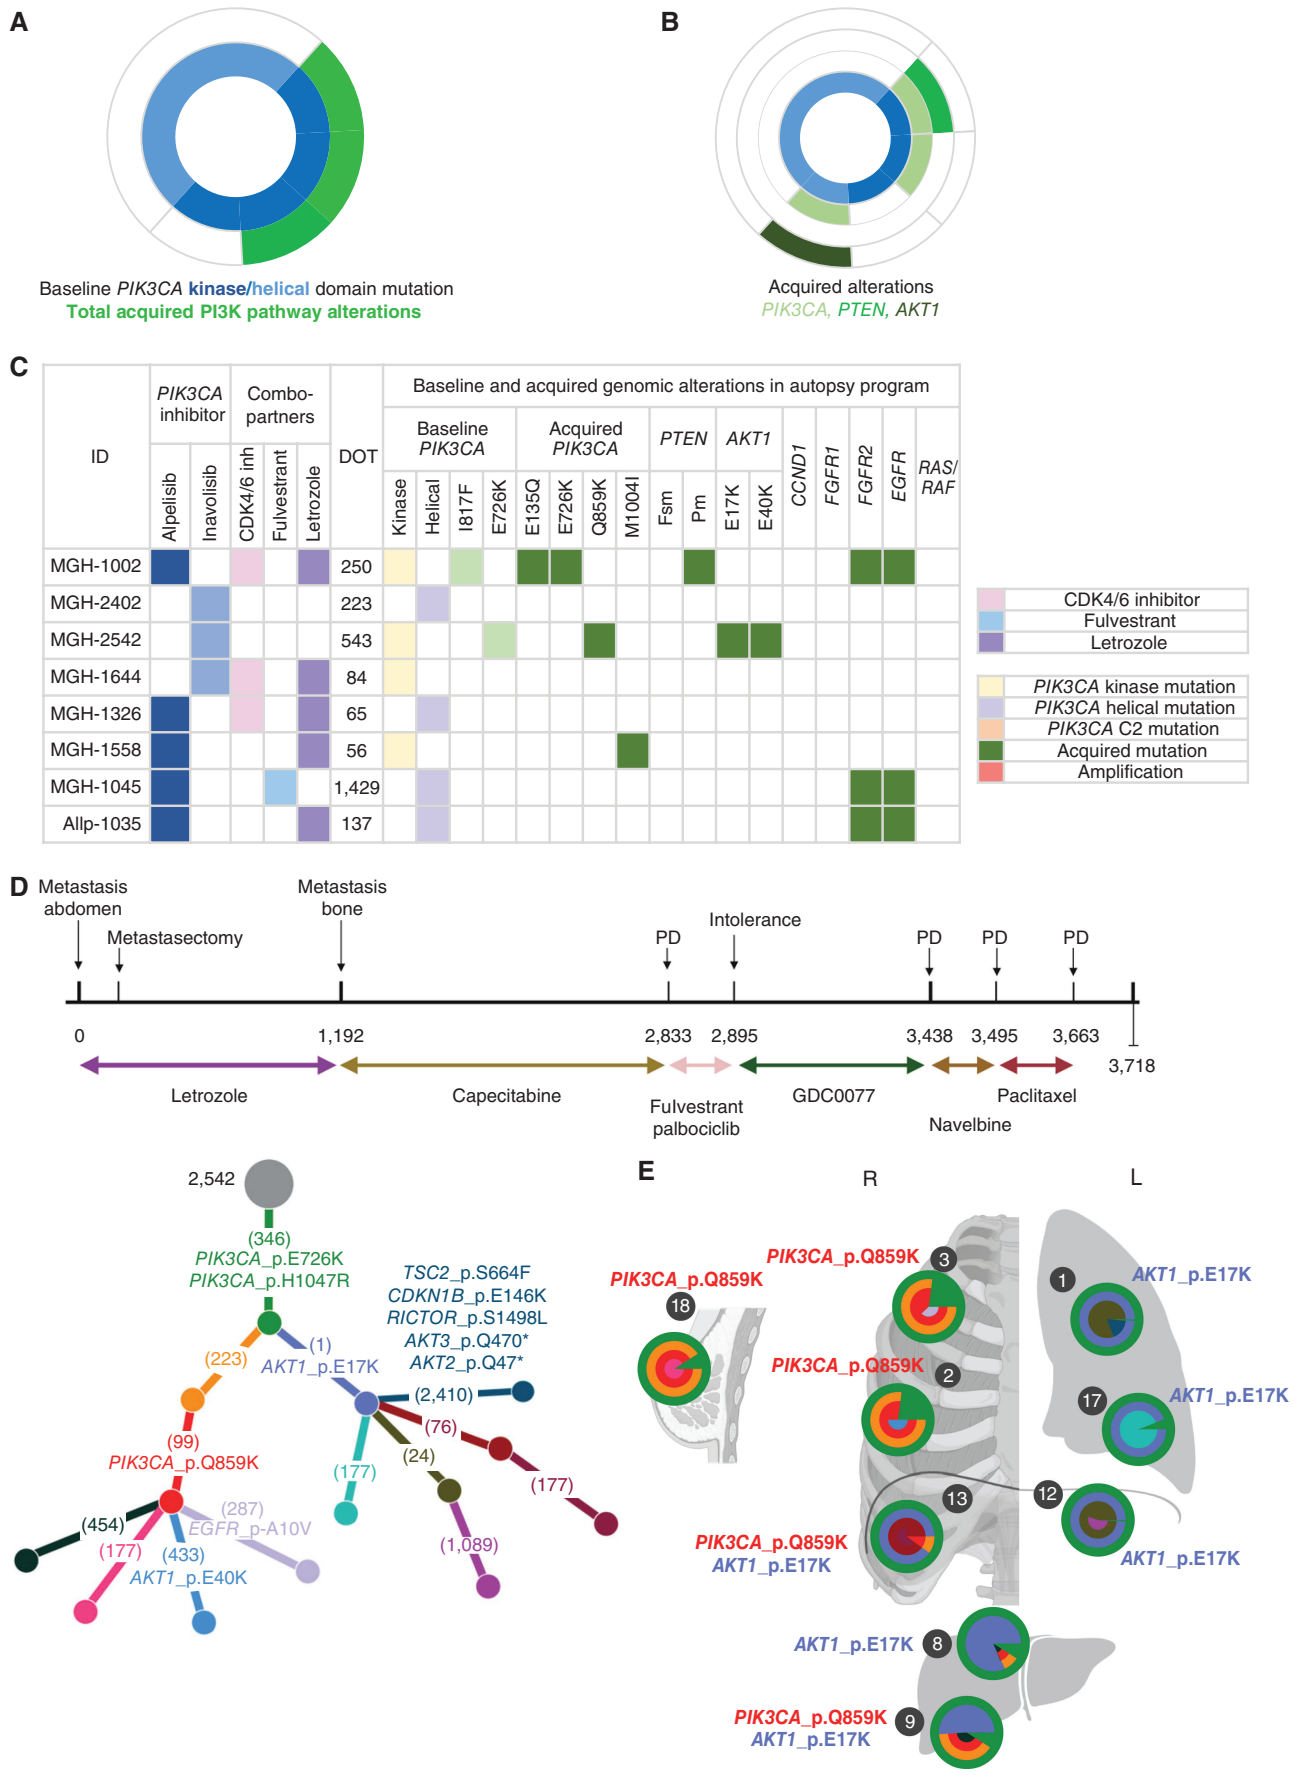 A
Baseline PIK3CA kinase/helical domain mutation
Total acquired PI3K pathway alterations
B
Acquired alterations
PIK3CA, PTEN, AKT1
C
ID
PIK3CA
inhibitor
Combo-
partners
DOT
Baseline and acquired genomic alterations in autopsy program
Baseline
PIK3CA
Acquired
PIK3CA
PTEN
AKT1
CCND1
FGFR1
FGFR2
EGFR
RAS/
RAF
Alpelisib
Inavolisib
CDK4/6 inh
Fulvestrant
Letrozole
Kinase
Helical
I817F
E726K
E135Q
E726K
Q859K
M1004I
Fsm
Pm
E17K
E40K
MGH-1002 250
MGH-2402 223
MGH-2542 543
MGH-1644 84
MGH-1326 65
MGH-1558 56
MGH-1045 1,429
Allp-1035 137
CDK4/6 inhibitor
Fulvestrant
Letrozole
PIK3CA kinase mutation
PIK3CA helical mutation
PIK3CA C2 mutation
Acquired mutation
Amplification
D
Metastasis
abdomen
Metastasectomy
Metastasis
bone
PD
Intolerance
PD
PD
PD
0
1,192
2,833
2,895
3,438
3,495
3,663
3,718
Letrozole
Capecitabine
Fulvestrant
palbociclib
GDC0077
Navelbine
Paclitaxel
2,542
(346)
PIK3CA_p.E726K
PIK3CA_p.H1047R
(223)
(1)
AKT1_p.E17K
TSC2_p.S664F
CDKN1B_p.E146K
RICTOR_p.S1498L
AKT3_p.Q470*
AKT2_p.Q47*
(2,410)
(76)
(24)
(177)
(177)
(1,089)
(99)
PIK3CA_p.Q859K
(454)
(177)
(433)
AKT1_p.E40K
(287)
EGFR_p-A10V
E
R
L
PIK3CA_p.Q859K
18
PIK3CA_p.Q859K
3
PIK3CA_p.Q859K
2
1
AKT1_p.E17K
17
AKT1_p.E17K
12
AKT1_p.E17K
13
PIK3CA_p.Q859K
AKT1_p.E17K
AKT1_p.E17K
8
PIK3CA_p.Q859K
AKT1_p.E17K
9